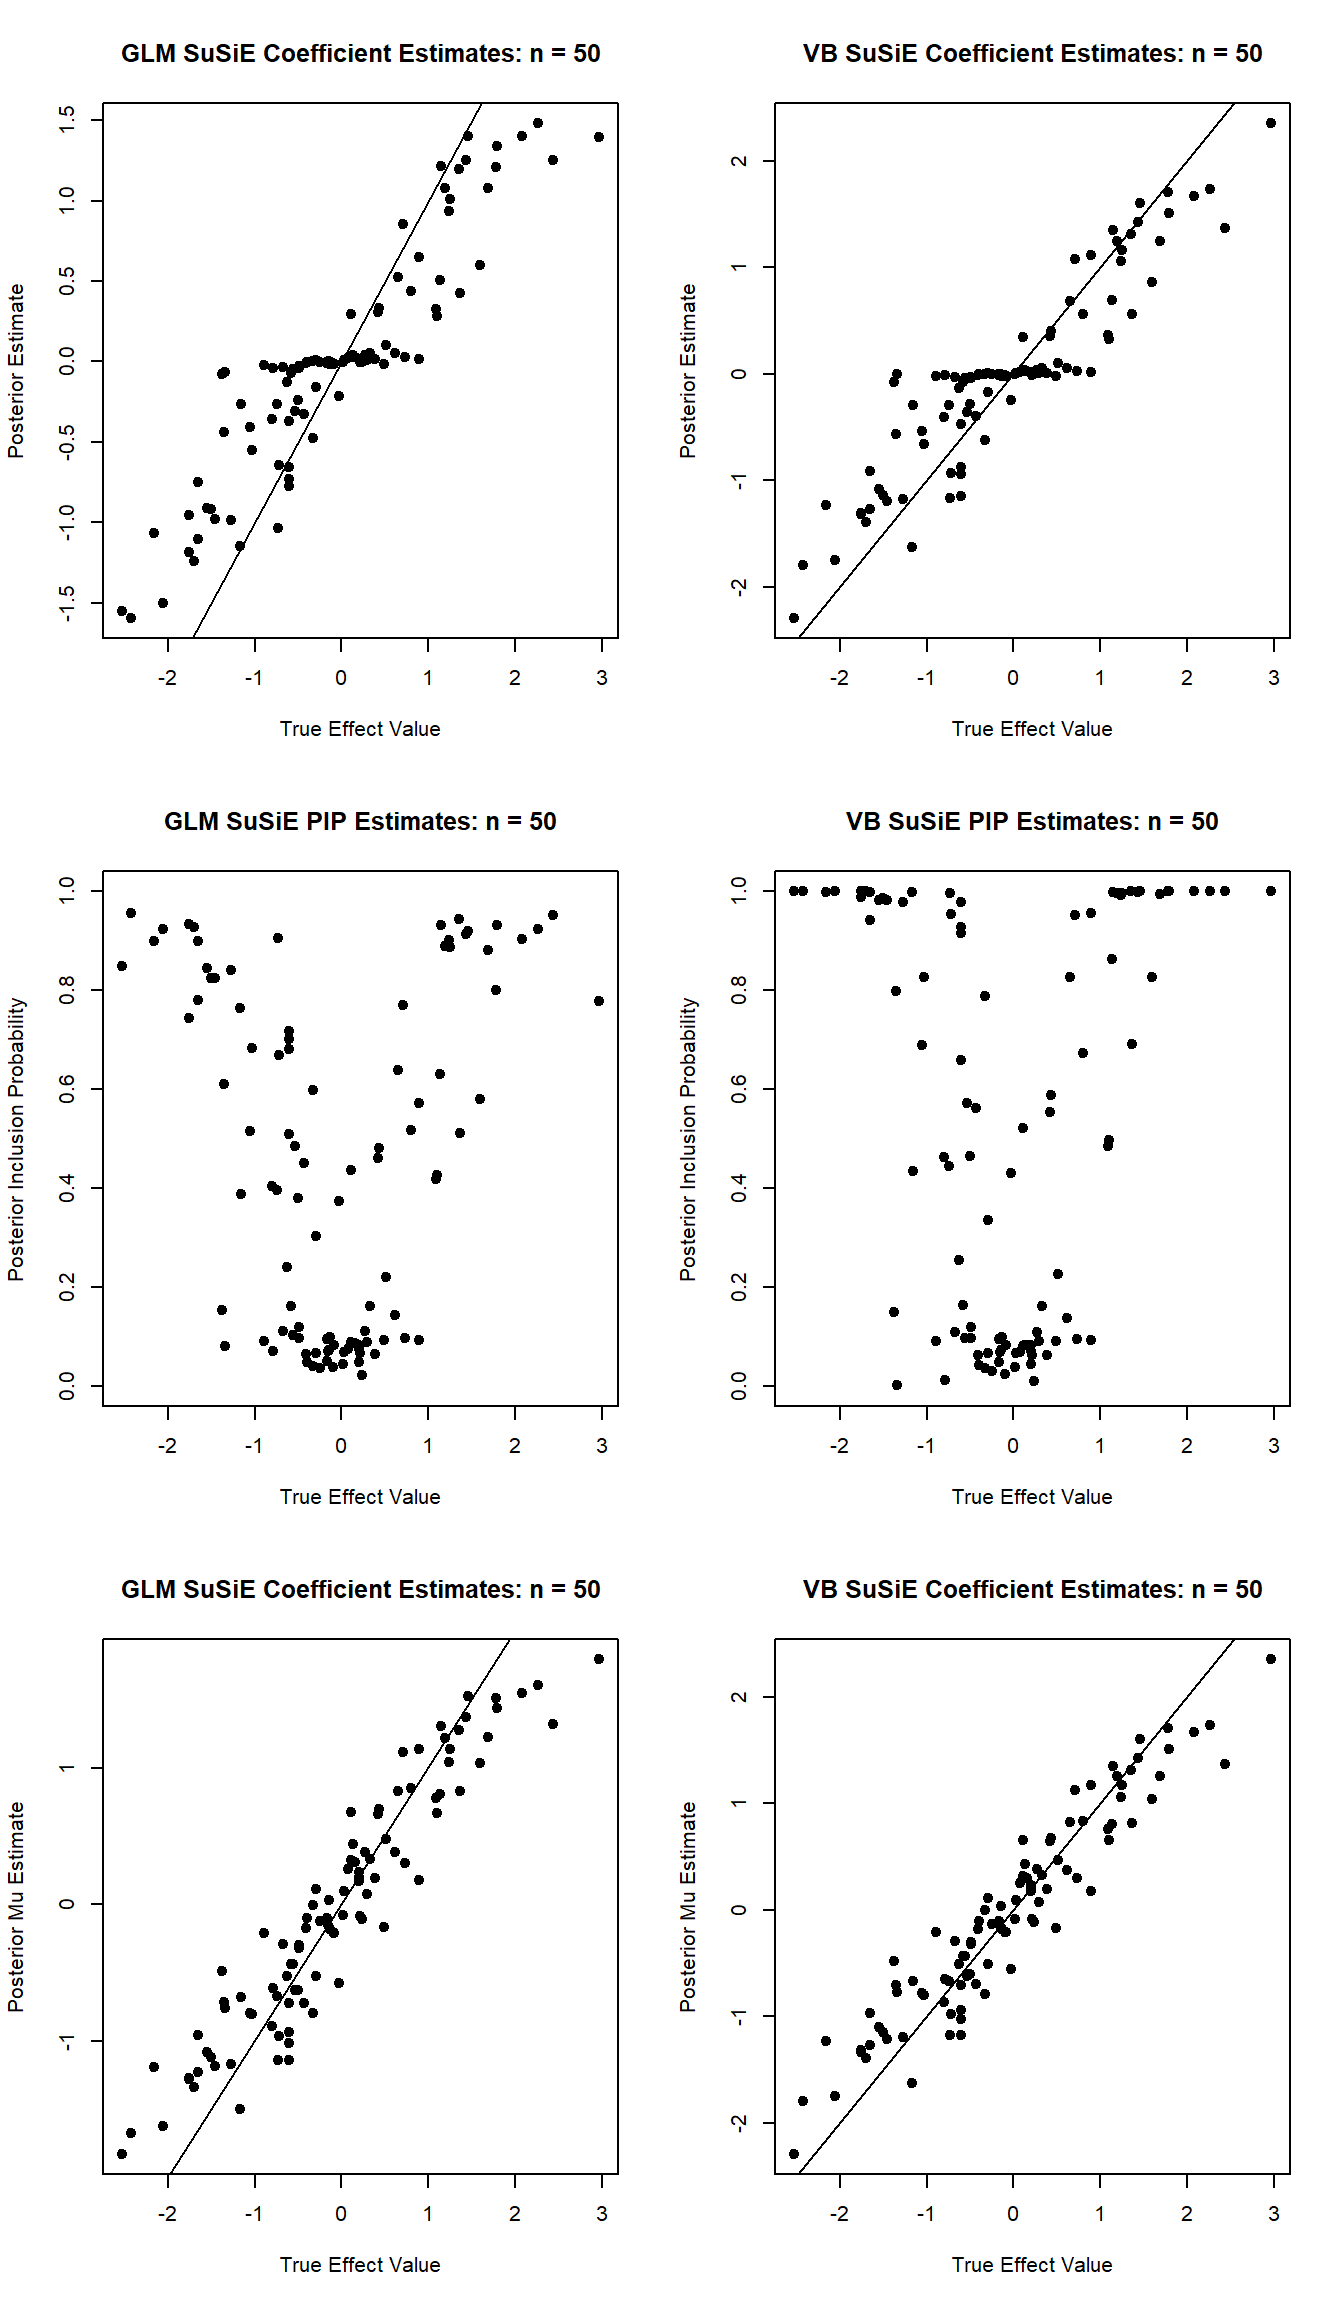 GLM SuSiE Coefficient Estimates: n = 50
Posterior Estimate
1.5
1.0
0.5
0.0
-0.5
-1.0
-1.5
-2 -1 0 1 2 3
True Effect Value
VB SuSiE Coefficient Estimates: n = 50
Posterior Estimate
2
1
0
-1
-2
-2 -1 0 1 2 3
True Effect Value
GLM SuSiE PIP Estimates: n = 50
Posterior Inclusion Probability
1.0
0.8
0.6
0.4
0.2
0.0
-2 -1 0 1 2 3
True Effect Value
VB SuSiE PIP Estimates: n = 50
Posterior Inclusion Probability
1.0
0.8
0.6
0.4
0.2
0.0
-2 -1 0 1 2 3
True Effect Value
GLM SuSiE Coefficient Estimates: n = 50
Posterior Mu Estimate
1
0
-1
-2 -1 0 1 2 3
True Effect Value
VB SuSiE Coefficient Estimates: n = 50
Posterior Mu Estimate
2
1
0
-1
-2
-2 -1 0 1 2 3
True Effect Value